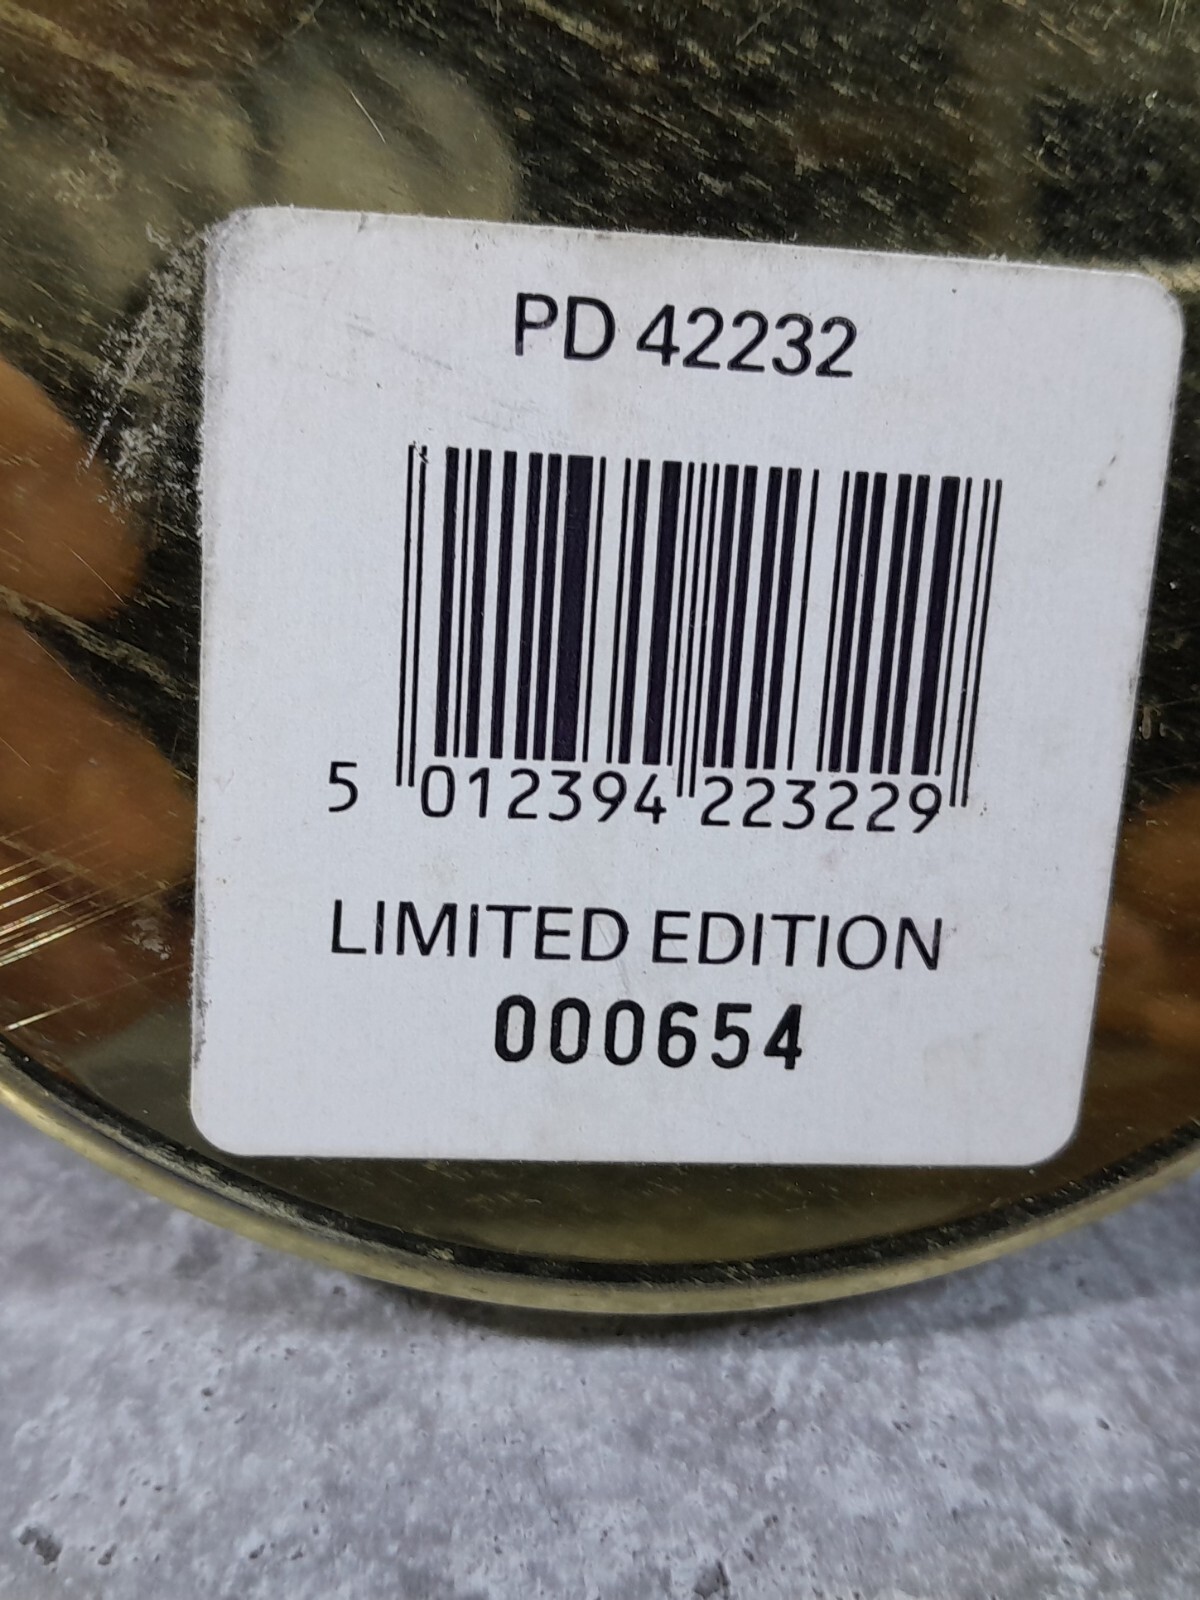 PD 42232
5 012394 223229
LIMITED EDITION
000654